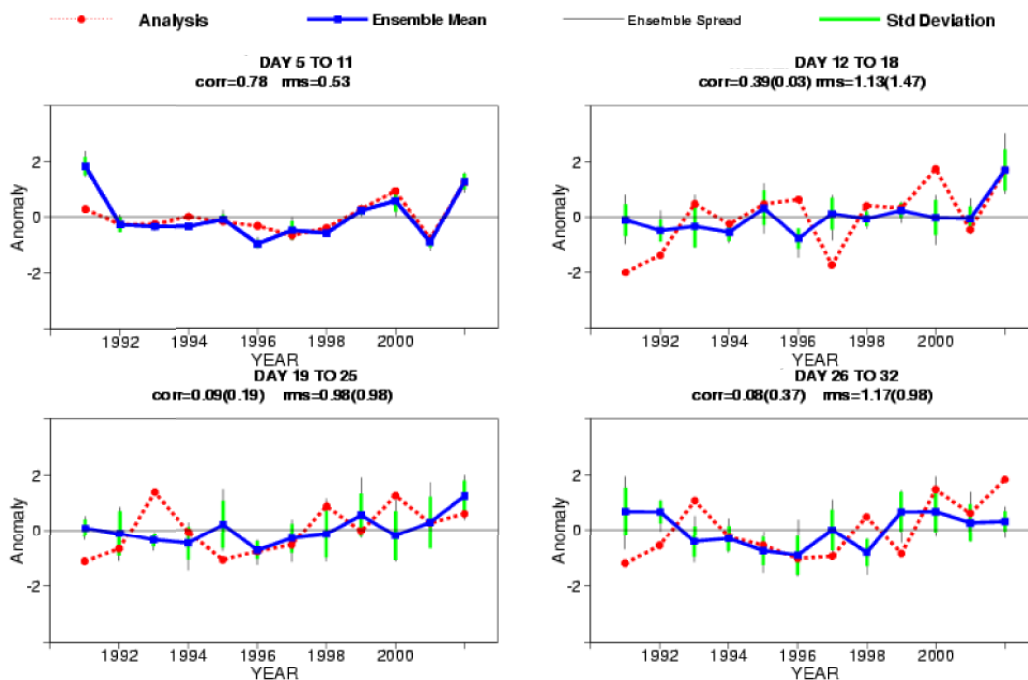 Analysis Ensemble Mean Ensemble Spread Std Deviation
DAY 5 TO 11
corr=0.78 rms=0.53
Anomaly
2
0
-2
1992 1994 1996 1998 2000
YEAR
DAY 12 TO 18
corr=0.39(0.03) rms=1.13(1.47)
Anomaly
2
0
-2
1992 1994 1996 1998 2000
YEAR
DAY 19 TO 25
corr=0.09(0.19) rms=0.98(0.98)
Anomaly
2
0
-2
1992 1994 1996 1998 2000
YEAR
DAY 26 TO 32
corr=0.08(0.37) rms=1.17(0.98)
Anomaly
2
0
-2
1992 1994 1996 1998 2000
YEAR